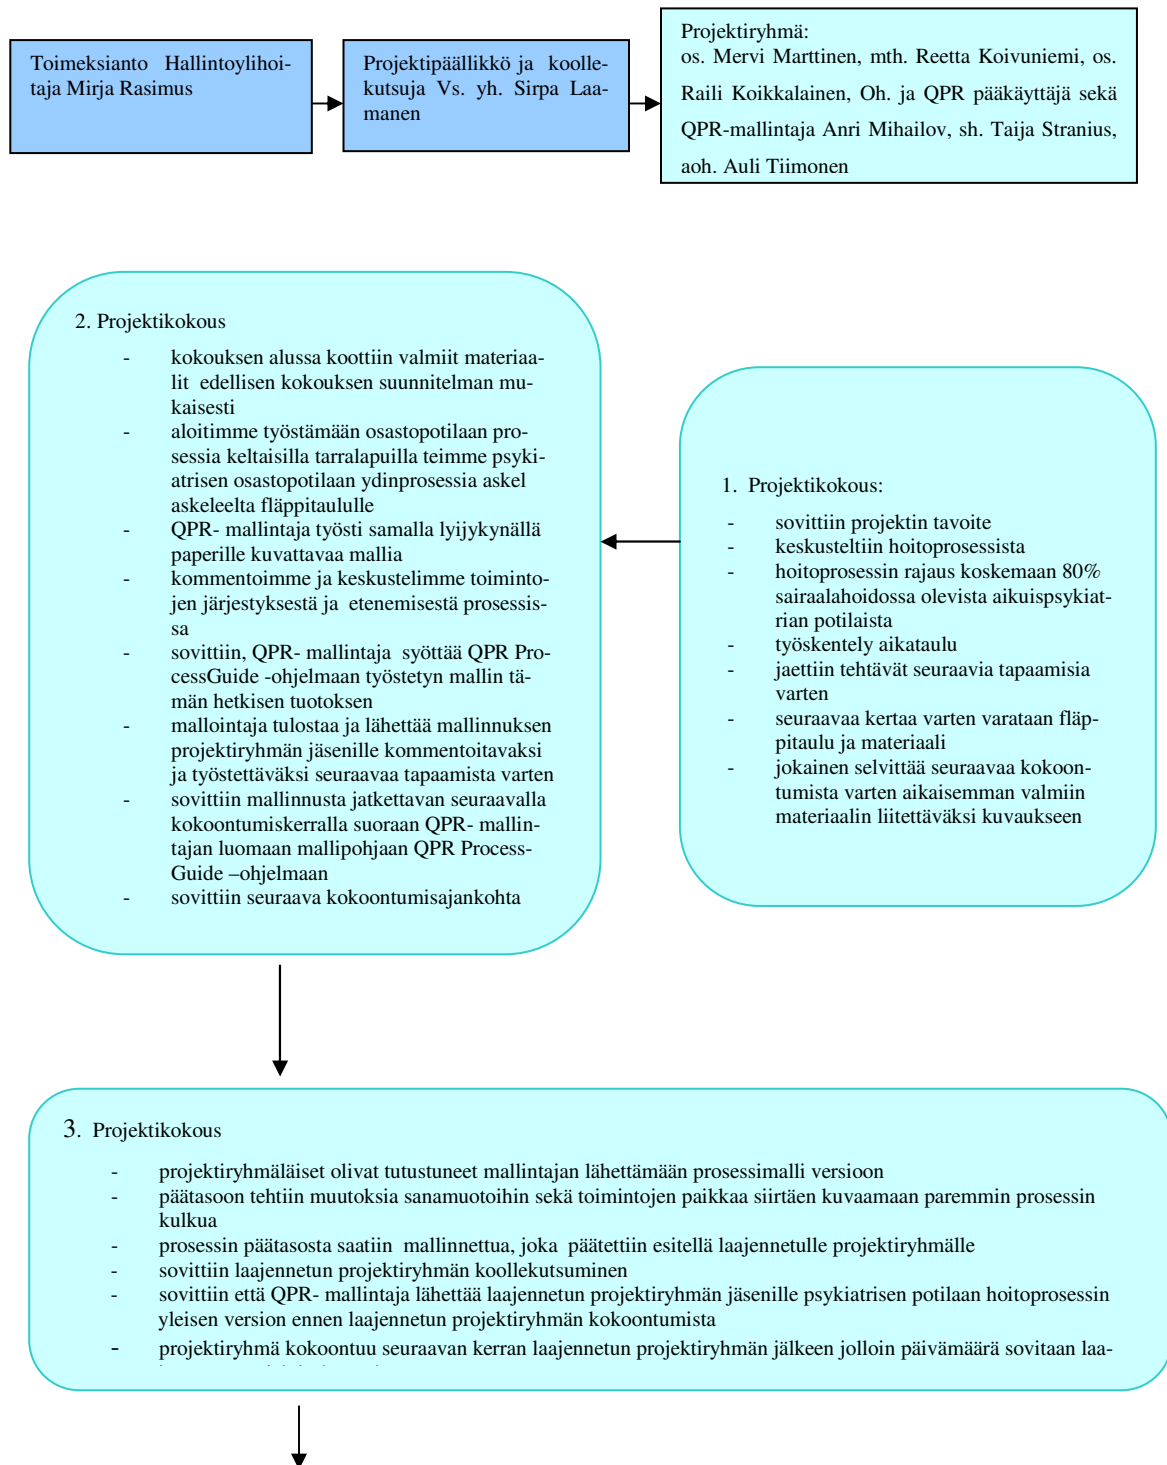 Toimeksianto Hallintoylihoi-
taja Mirja Rasimus
Projektipäällikkö ja koolle-
kutsuja Vs. yh. Sirpa Laa-
manen
Projektiryhmä:
os. Mervi Marttinen, mth. Reetta Koivuniemi, os.
Raili Koikkalainen, Oh. ja QPR pääkäyttäjä sekä
QPR-mallintaja Anri Mihailov, sh. Taija Stranius,
aoh. Auli Tiimonen
1. Projektikokous:
- sovittiin projektin tavoite
- keskusteltiin hoitoprosessista
- hoitoprosessin rajaus koskemaan 80%
sairaalahoidossa olevista aikuispsykiat-
rian potilaista
- työskentely aikataulu
- jaettiin tehtävät seuraavia tapaamisia
varten
- seuraavaa kertaa varten varataan fläp-
pitaulu ja materiaali
- jokainen selvittää seuraavaa kokoon-
tumista varten aikaisemman valmiin
materiaalin liitettäväksi kuvaukseen
2. Projektikokous
- kokouksen alussa koottiin valmiit materiaa-
lit edellisen kokouksen suunnitelman mu-
kaisesti
- aloitimme työstämään osastopotilaan pro-
sessia keltaisilla tarralapuilla teimme psyki-
atrisen osastopotilaan ydinprosessia askel
askeleelta fläppitaululle
- QPR- mallintaja työsti samalla lyijykynällä
paperille kuvattavaa mallia
- kommentoimme ja keskustelimme toiminto-
jen järjestyksestä ja etenemisestä prosessis-
sa
- sovittiin, QPR- mallintaja syöttää QPR Pro-
cessGuide -ohjelmaan työstetyn mallin tä-
män hetkisen tuotoksen
- mallointaja tulostaa ja lähettää mallinnuksen
projektiryhmän jäsenille kommentoitavaksi
ja työstettäväksi seuraavaa tapaamista varten
- sovittiin mallinnusta jatkettavan seuraavalla
kokoontumiskerralla suoraan QPR- mallin-
tajan luomaan mallipohjaan QPR Process-
Guide –ohjelmaan
- sovittiin seuraava kokoontumisajankohta
3. Projektikokous
- projektiryhmäläiset olivat tutustuneet mallintajan lähettämään prosessimalli versioon
- päätasoon tehtiin muutoksia sanamuotoihin sekä toimintojen paikkaa siirtäen kuvaamaan paremmin prosessin
kulkua
- prosessin päätasosta saatiin mallinnettua, joka päätettiin esitellä laajennetulle projektiryhmälle
- sovittiin laajennetun projektiryhmän koollekutsuminen
- sovittiin että QPR- mallintaja lähettää laajennetun projektiryhmän jäsenille psykiatrisen potilaan hoitoprosessin
yleisen version ennen laajennetun projektiryhmän kokoontumista
- projektiryhmä kokoontuu seuraavan kerran laajennetun projektiryhmän jälkeen jolloin päivämäärä sovitaan laa-